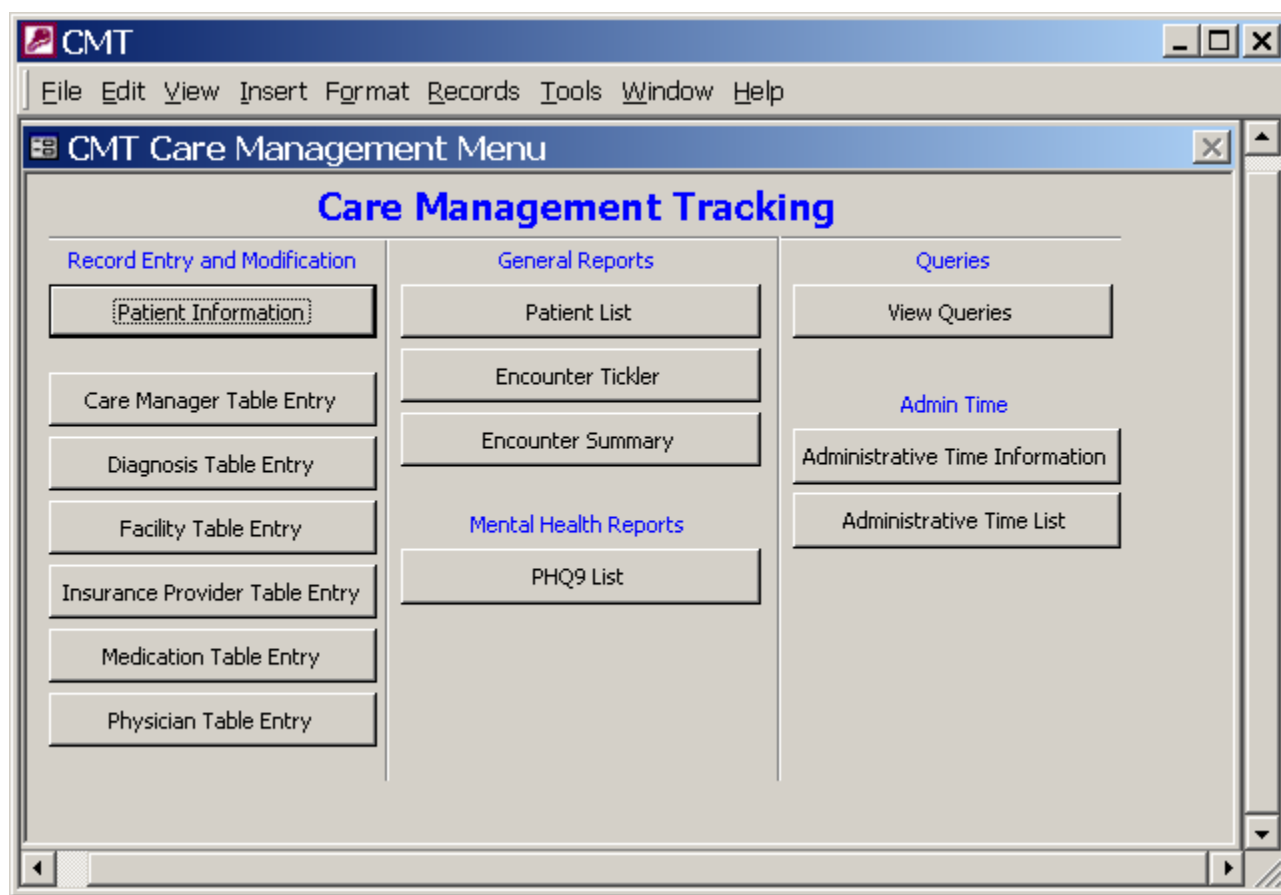 CMT
File Edit View Insert Format Records Tools Window Help
CMT Care Management Menu
Care Management Tracking
Record Entry and Modification
Patient Information
Care Manager Table Entry
Diagnosis Table Entry
Facility Table Entry
Insurance Provider Table Entry
Medication Table Entry
Physician Table Entry
General Reports
Patient List
Encounter Tickler
Encounter Summary
Mental Health Reports
PHQ9 List
Queries
View Queries
Admin Time
Administrative Time Information
Administrative Time List